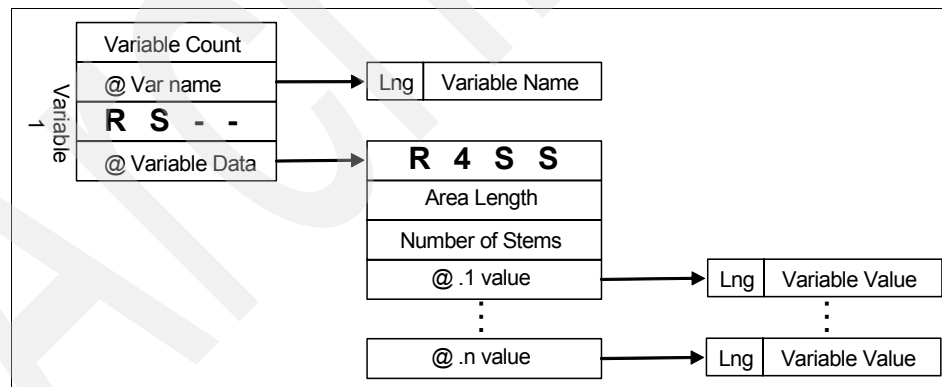 Variable Count
@ Var name
Lng Variable Name
Variable
1
R S - -
@ Variable Data
R 4 S S
Area Length
Number of Stems
@ .1 value
Lng Variable Value
@ .n value
Lng Variable Value